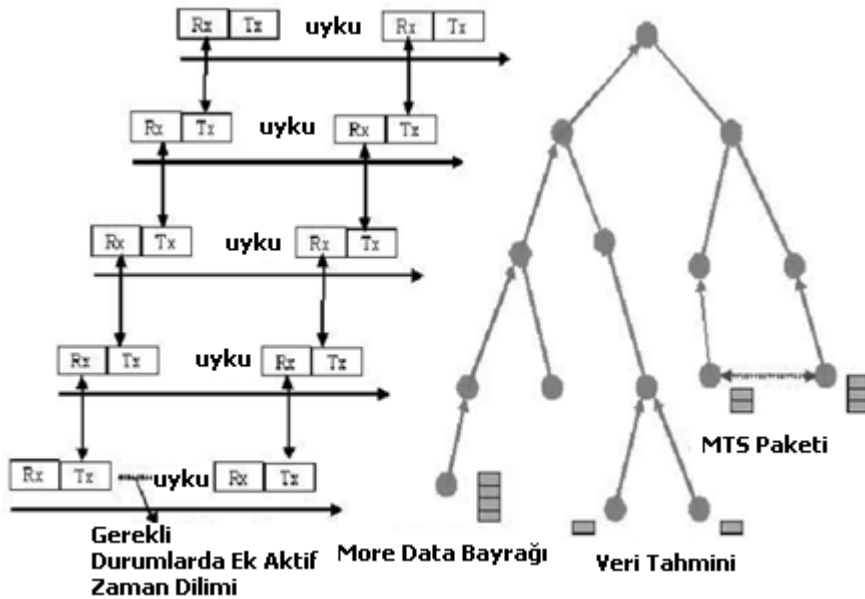 Rx Tx uyku Rx Tx
Rx Tx uyku Rx Tx
Rx Tx uyku Rx Tx
Rx Tx uyku Rx Tx
Rx Tx uyku Rx Tx
MTS Paketi
Gerekli
Durumlarda Ek Aktif
Zaman Dilimi
More Data Bayrağı
Veri Tahmini